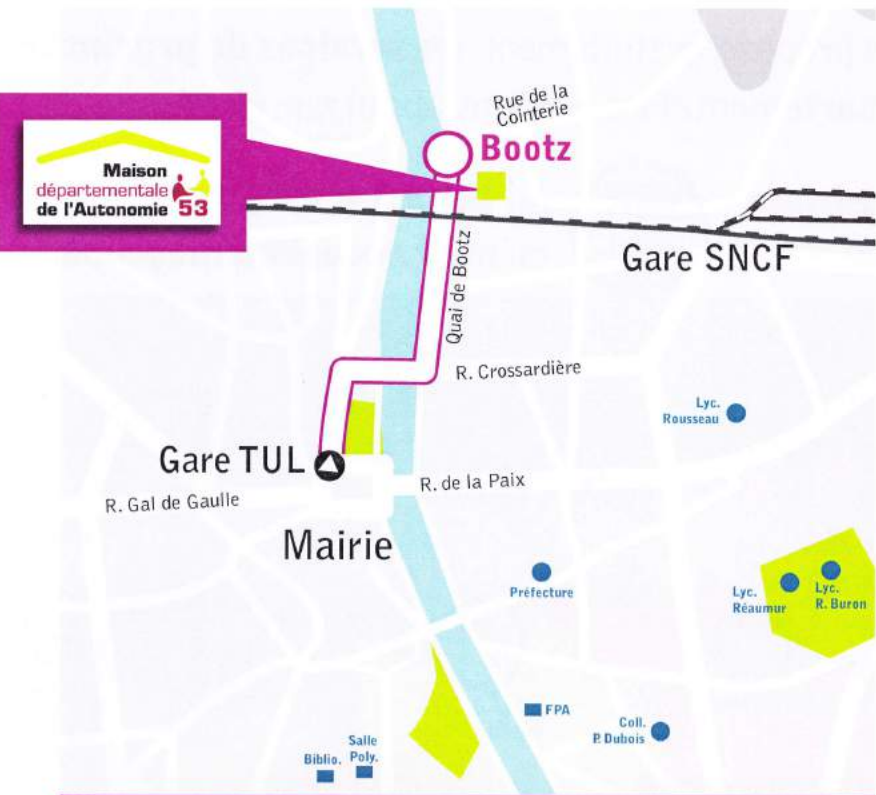 Rue de la
Cointerie
Bootz
Maison
départementale
de l'Autonomie 53
Quai de Bootz
Gare SNCF
R. Crossardière
Lyc.
Rousseau
Gare TUL
R. de la Paix
R. Gal de Gaulle
Mairie
Préfecture
Lyc.
Réaumur
Lyc.
R. Buron
FPA
Coll.
P. Dubois
Salle
Poly.
Biblio.